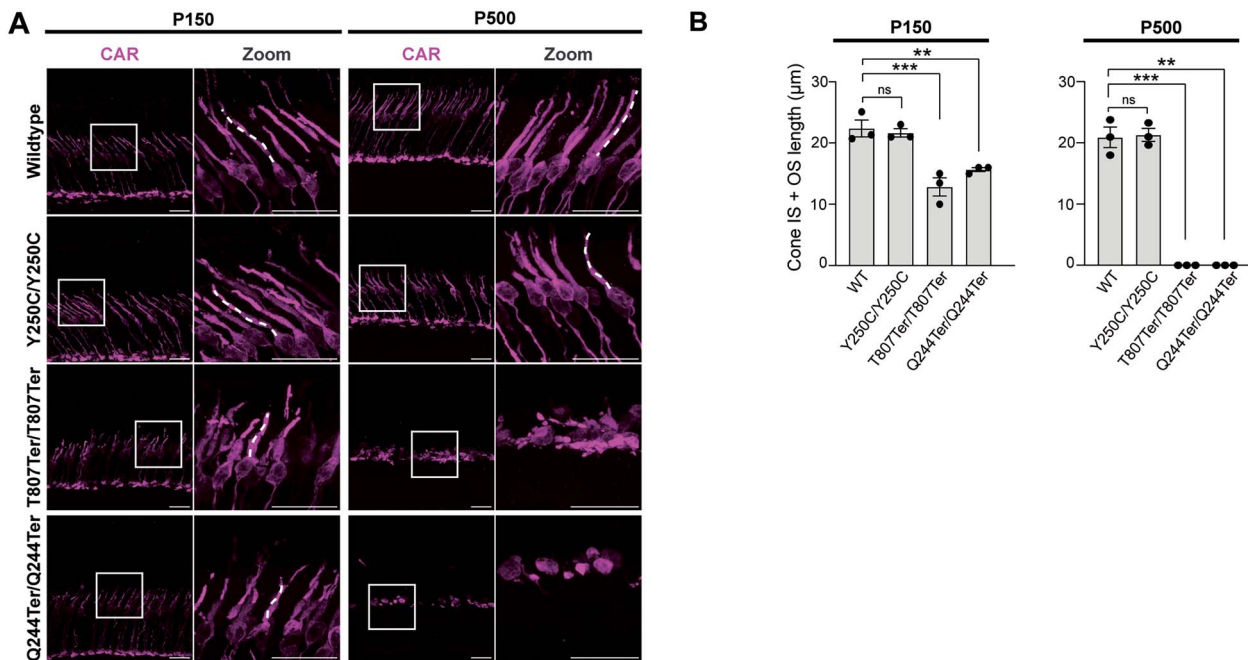 A
P150
P500
CAR
Zoom
CAR
Zoom
Wildtype
Y250C/Y250C
T807Ter/T807Ter
Q244Ter/Q244Ter
B
P150
P500
Cone IS + OS length (μm)
30
20
10
0
ns
***
**
WT
Y250C/Y250C
T807Ter/T807Ter
Q244Ter/Q244Ter
30
20
10
0
ns
***
**
WT
Y250C/Y250C
T807Ter/T807Ter
Q244Ter/Q244Ter